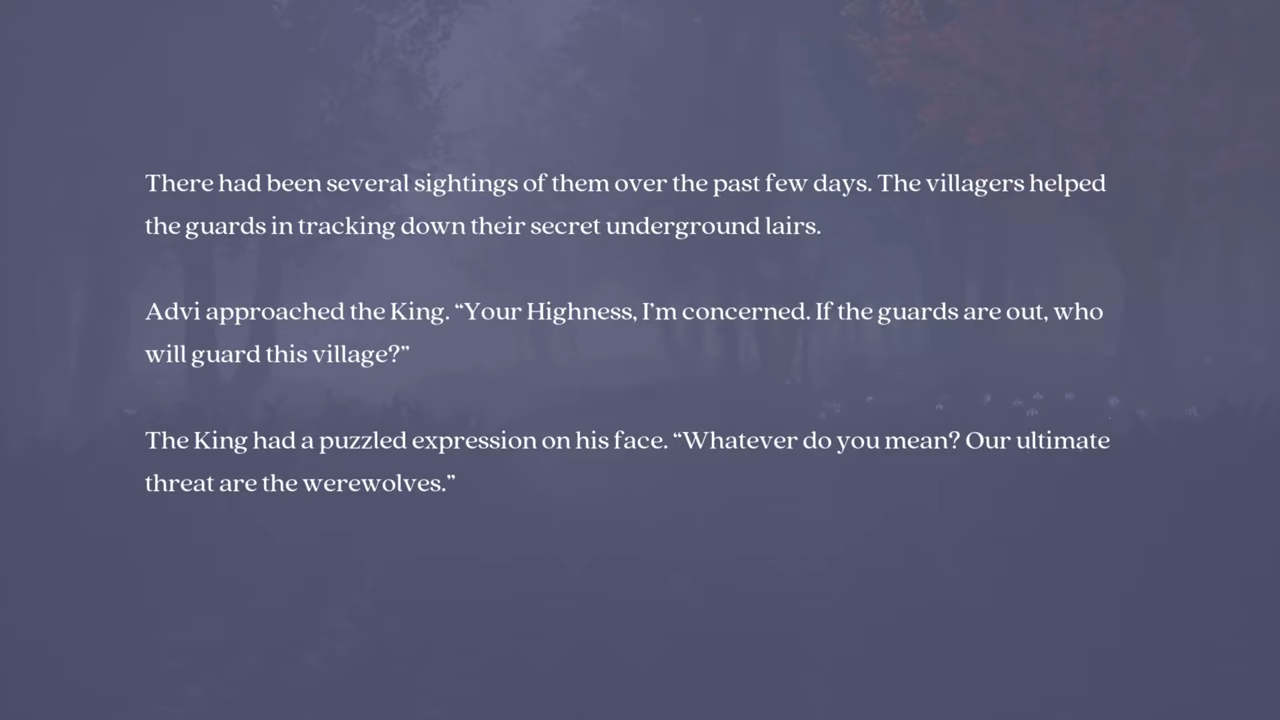 There had been several sightings of them over the past few days. The villagers helped
the guards in tracking down their secret underground lairs.
Advi approached the King. “Your Highness, I’m concerned. If the guards are out, who
will guard this village?”
The King had a puzzled expression on his face. “Whatever do you mean? Our ultimate
threat are the werewolves.”